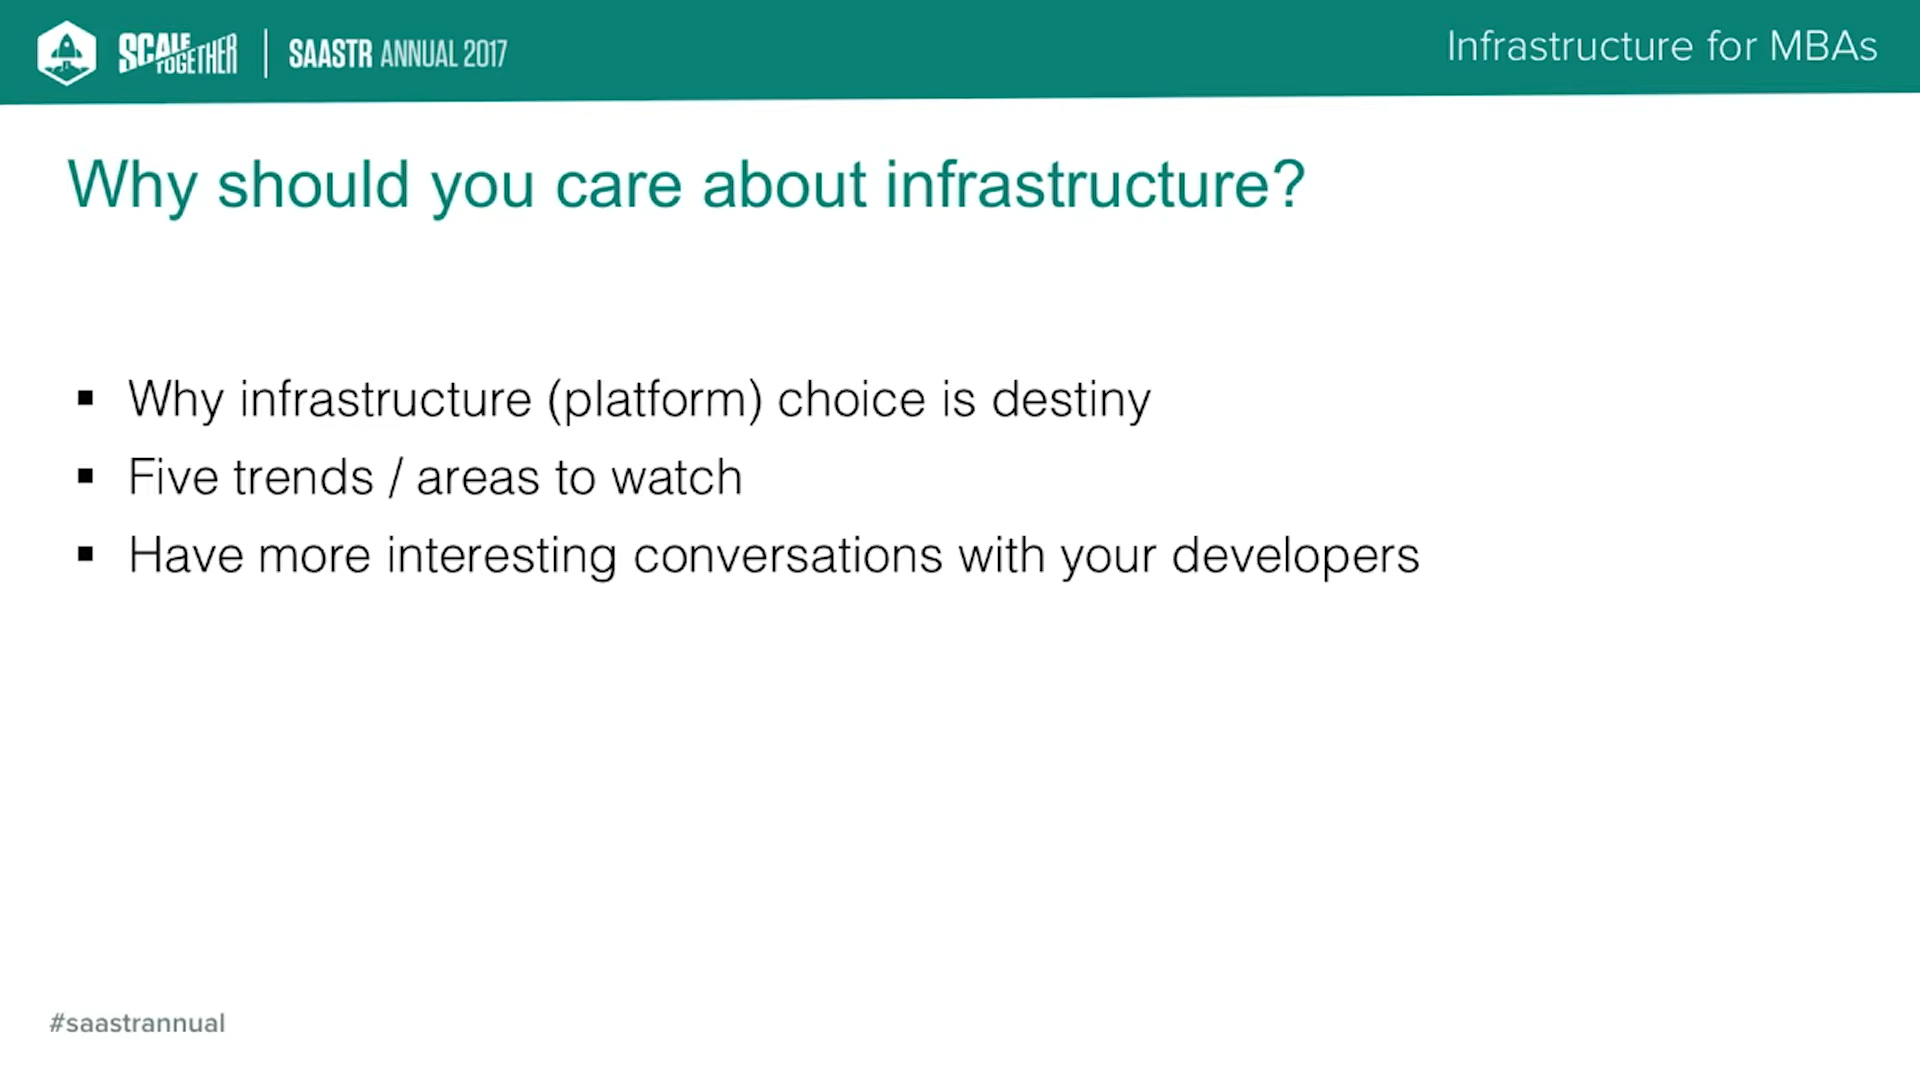 SCALE TOGETHER | SAASTR ANNUAL 2017
Infrastructure for MBAs
Why should you care about infrastructure?
▪ Why infrastructure (platform) choice is destiny
▪ Five trends / areas to watch
▪ Have more interesting conversations with your developers
#saastrannual